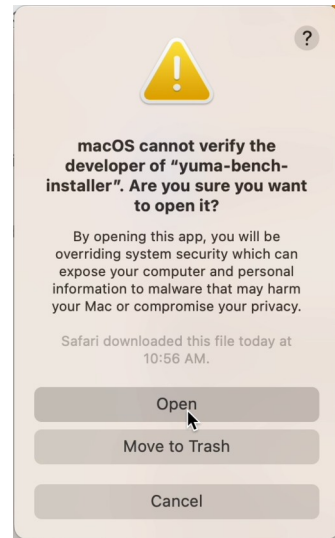 ?
macOS cannot verify the
developer of “yuma-bench-
installer”. Are you sure you want
to open it?
By opening this app, you will be
overriding system security which can
expose your computer and personal
information to malware that may harm
your Mac or compromise your privacy.
Safari downloaded this file today at
10:56 AM.
Open
Move to Trash
Cancel